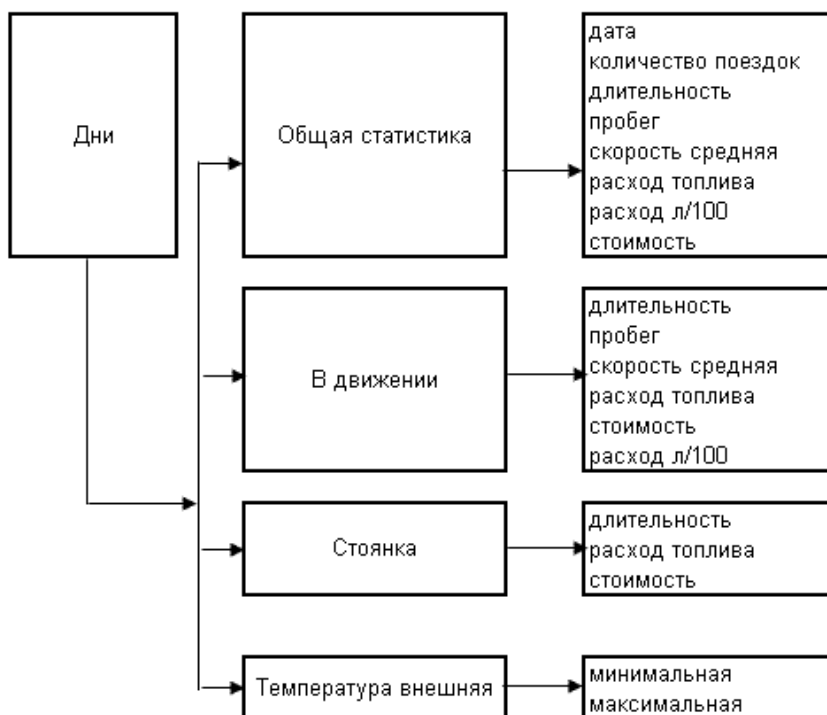 Дни
Общая статистика
дата
количество поездок
длительность
пробег
скорость средняя
расход топлива
расход л/100
стоимость
В движении
длительность
пробег
скорость средняя
расход топлива
стоимость
расход л/100
Стоянка
длительность
расход топлива
стоимость
Температура внешняя
минимальная
максимальная